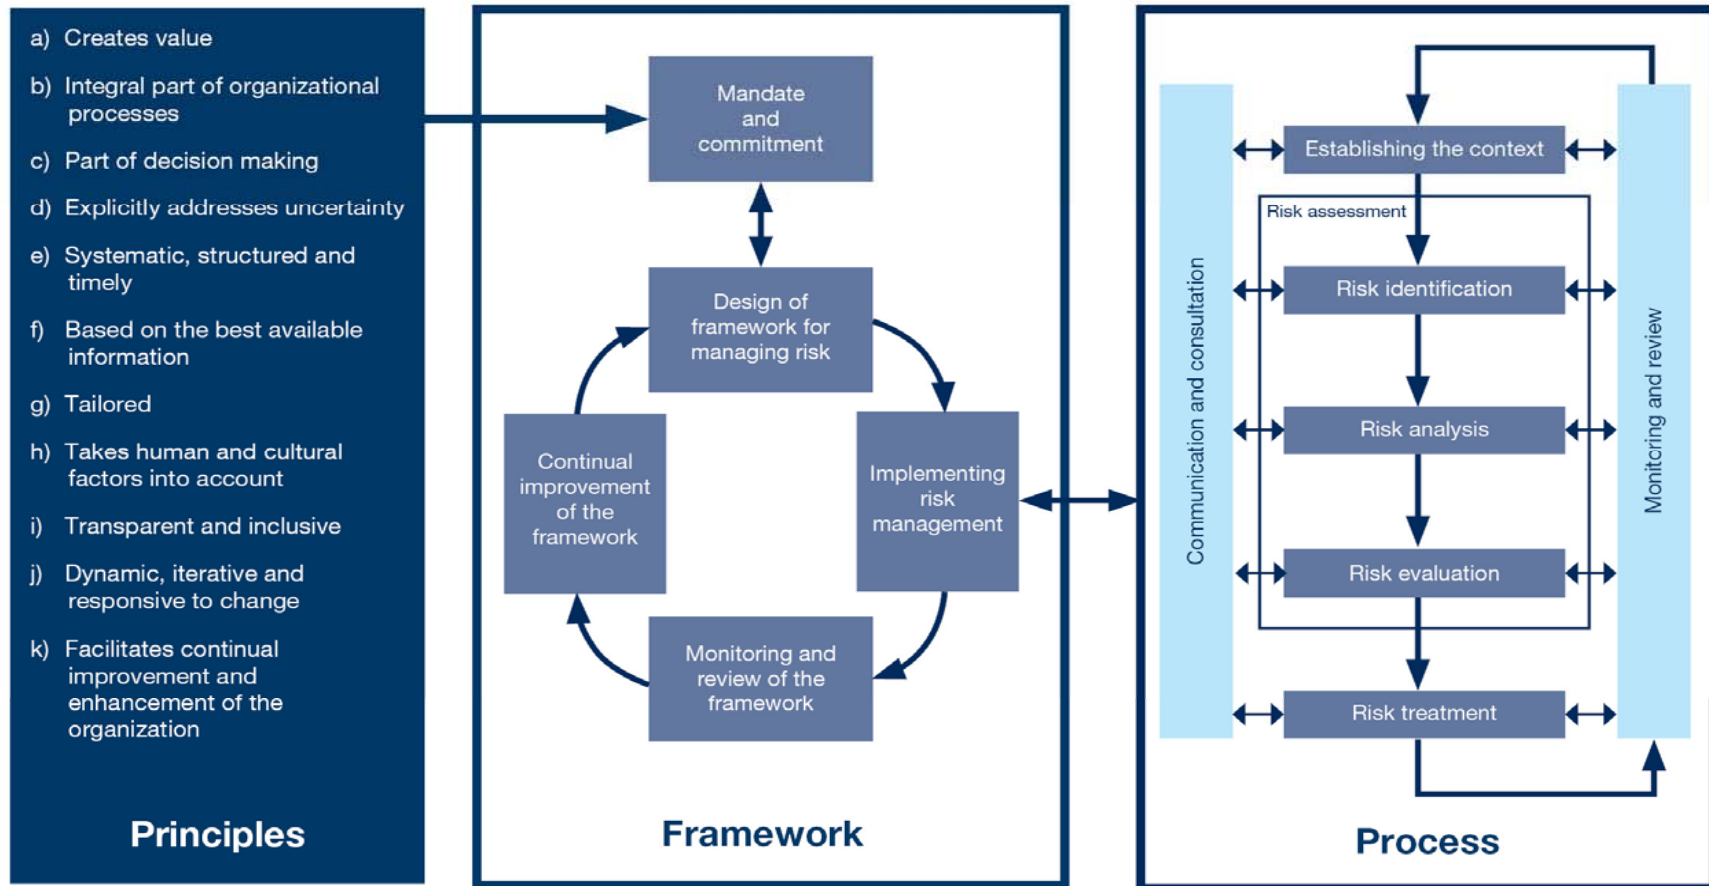 a) Creates value
b) Integral part of organizational
processes
c) Part of decision making
d) Explicitly addresses uncertainty
e) Systematic, structured and
timely
f) Based on the best available
information
g) Tailored
h) Takes human and cultural
factors into account
i) Transparent and inclusive
j) Dynamic, iterative and
responsive to change
k) Facilitates continual
improvement and
enhancement of the
organization
Principles
Mandate
and
commitment
Design of
framework for
managing risk
Implementing
risk
management
Monitoring and
review of the
framework
Continual
improvement
of the
framework
Framework
Communication and consultation
Establishing the context
Risk assessment
Risk identification
Risk analysis
Risk evaluation
Risk treatment
Monitoring and review
Process